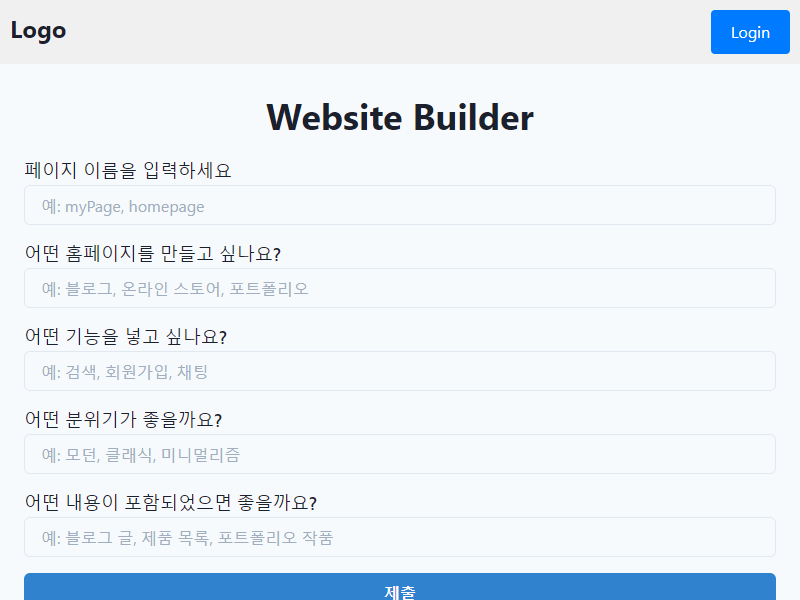 Logo
Login
Website Builder
페이지 이름을 입력하세요
예: myPage, homepage
어떤 홈페이지를 만들고 싶나요?
예: 블로그, 온라인 스토어, 포트폴리오
어떤 기능을 넣고 싶나요?
예: 검색, 회원가입, 채팅
어떤 분위기가 좋을까요?
예: 모던, 클래식, 미니멀리즘
어떤 내용이 포함되었으면 좋을까요?
예: 블로그 글, 제품 목록, 포트폴리오 작품
제출